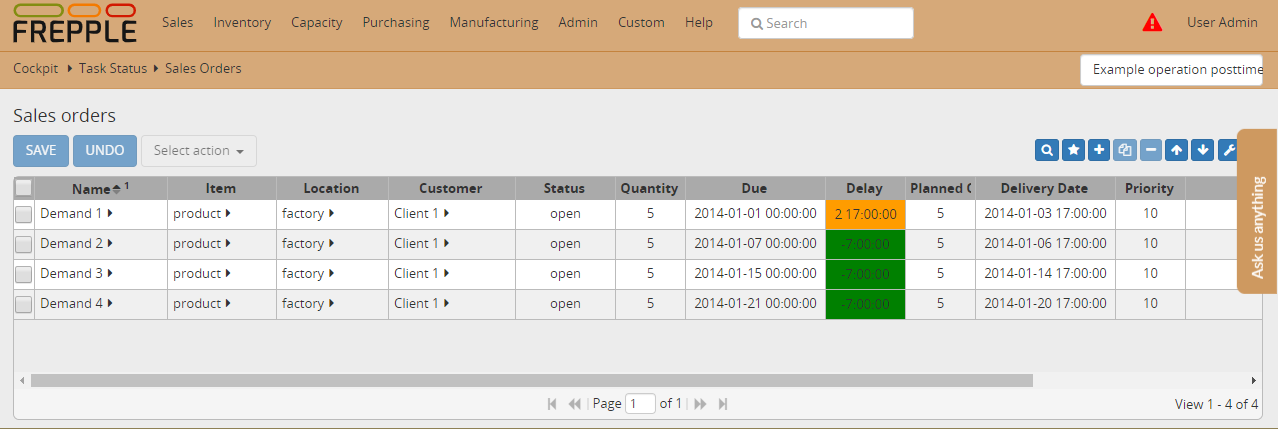 FREPPLE Sales Inventory Capacity Purchasing Manufacturing Admin Custom Help Search User Admin
Cockpit Task Status Sales Orders Example operation posttime
Sales orders
SAVE UNDO Select action
Name 1 Item Location Customer Status Quantity Due Delay Planned Delivery Date Priority
Demand 1 product factory Client 1 open 5 2014-01-01 00:00:00 2 17:00:00 5 2014-01-03 17:00:00 10
Demand 2 product factory Client 1 open 5 2014-01-07 00:00:00 -7:00:00 5 2014-01-06 17:00:00 10
Demand 3 product factory Client 1 open 5 2014-01-15 00:00:00 -7:00:00 5 2014-01-14 17:00:00 10
Demand 4 product factory Client 1 open 5 2014-01-21 00:00:00 -7:00:00 5 2014-01-20 17:00:00 10
Ask us anything
Page 1 of 1 View 1 - 4 of 4